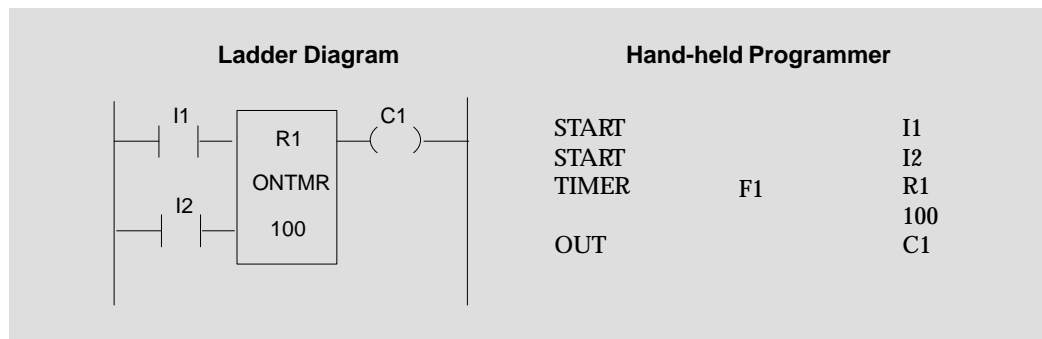 Ladder Diagram
I1
R1
ONTMR
100
C1
I2
Hand-held Programmer
START I1
START I2
TIMER F1 R1
100
OUT C1